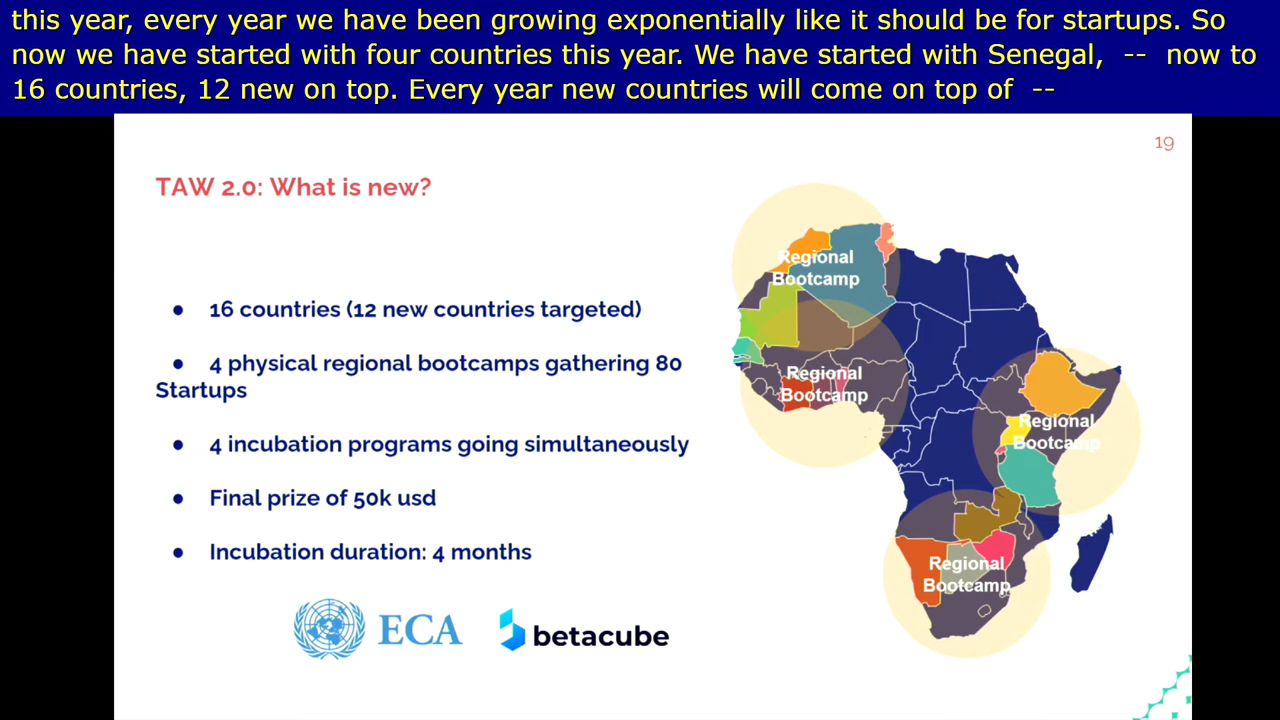 this year, every year we have been growing exponentially like it should be for startups. So
now we have started with four countries this year. We have started with Senegal,  --  now to
16 countries, 12 new on top. Every year new countries will come on top of  --
19
TAW 2.0: What is new?
● 16 countries (12 new countries targeted)
● 4 physical regional bootcamps gathering 80
Startups
● 4 incubation programs going simultaneously
● Final prize of 50k usd
● Incubation duration: 4 months
Regional
Bootcamp
Regional
Bootcamp
Regional
Bootcamp
Regional
Bootcamp
ECA
betacube